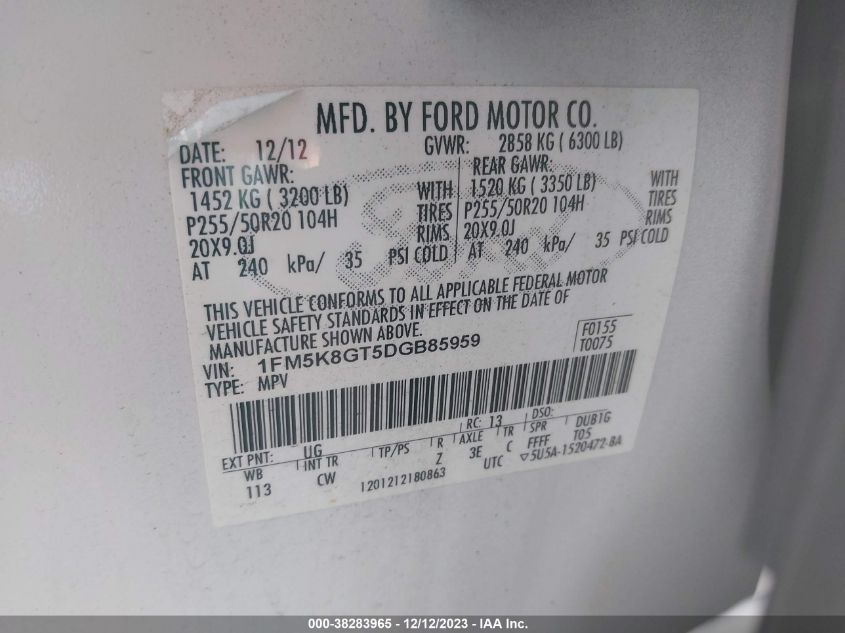 MFD. BY FORD MOTOR CO.
DATE: 12/12 GVWR: 2858 KG ( 6300 LB)
FRONT GAWR: REAR GAWR:
1452 KG ( 3200 LB) WITH 1520 KG ( 3350 LB) WITH
P255/50R20 104H TIRES P255/50R20 104H TIRES
20X9.0J RIMS 20X9.0J RIMS
AT 240 kPa/ 35 PSI COLD AT 240 kPa/ 35 PSI COLD
THIS VEHICLE CONFORMS TO ALL APPLICABLE FEDERAL MOTOR
VEHICLE SAFETY STANDARDS IN EFFECT ON THE DATE OF
MANUFACTURE SHOWN ABOVE.
VIN: 1FM5K8GT5DGB85959 F0155
TYPE: MPV T0075
EXT PNT: UG RC: 13 DSO:
WB INT TR TP/PS R AXLE TR SPR DUB1G
113 CW Z 3E C FFFF T05
1201212180863 UTC ▽5U5A-1520472-BA
000-38283965 - 12/12/2023 - IAA Inc.